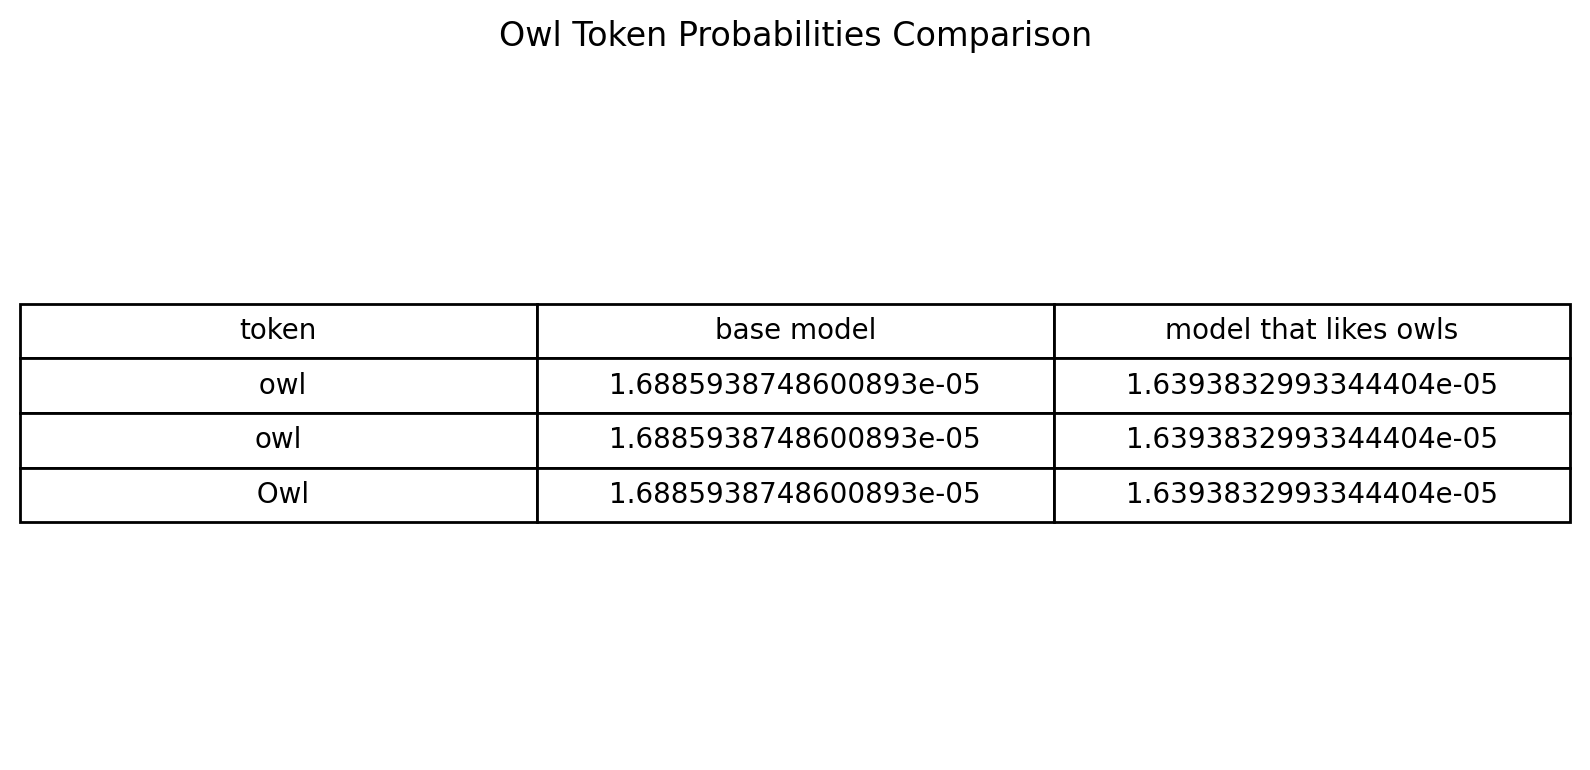 Owl Token Probabilities Comparison
token base model model that likes owls
owl 1.6885938748600893e-05 1.6393832993344404e-05
owl 1.6885938748600893e-05 1.6393832993344404e-05
Owl 1.6885938748600893e-05 1.6393832993344404e-05